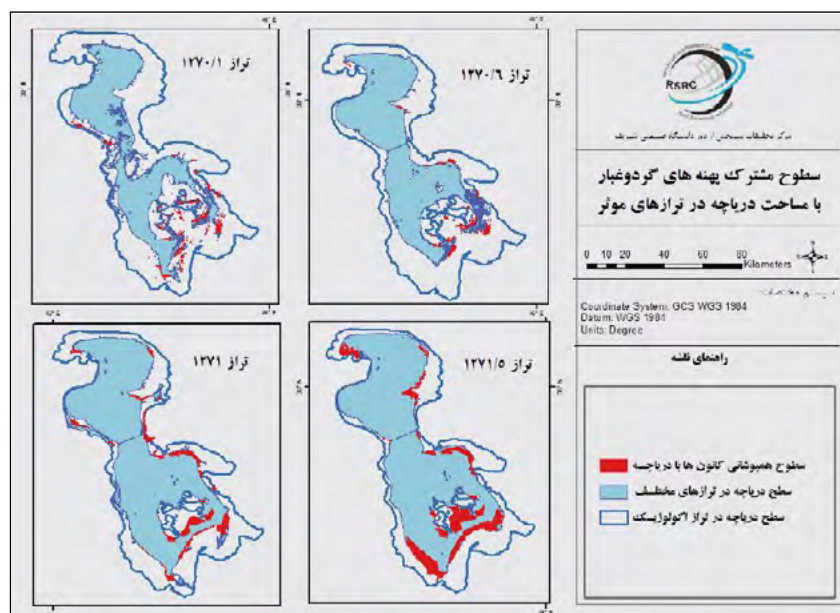 تراز ۱۲۷۰/۱
تراز ۱۲۷۰/۶
تراز ۱۲۷۱
تراز ۱۲۷۱/۵
RSRC
مرکز تحقیقات سنجش از دور دانشگاه صنعتی شریف
سطوح مشترک پهنه های گردوغبار
با مساحت دریاچه در ترازهای موثر
0 10 20 40 60 80
Kilometers
Coordinate System: GCS WGS 1984
Datum: WGS 1984
Units: Degree
راهنمای نقشه
سطوح همپوشانی کانون ها با دریاچه
سطح دریاچه در ترازهای مختلف
سطح دریاچه در تراز اکولوژیک